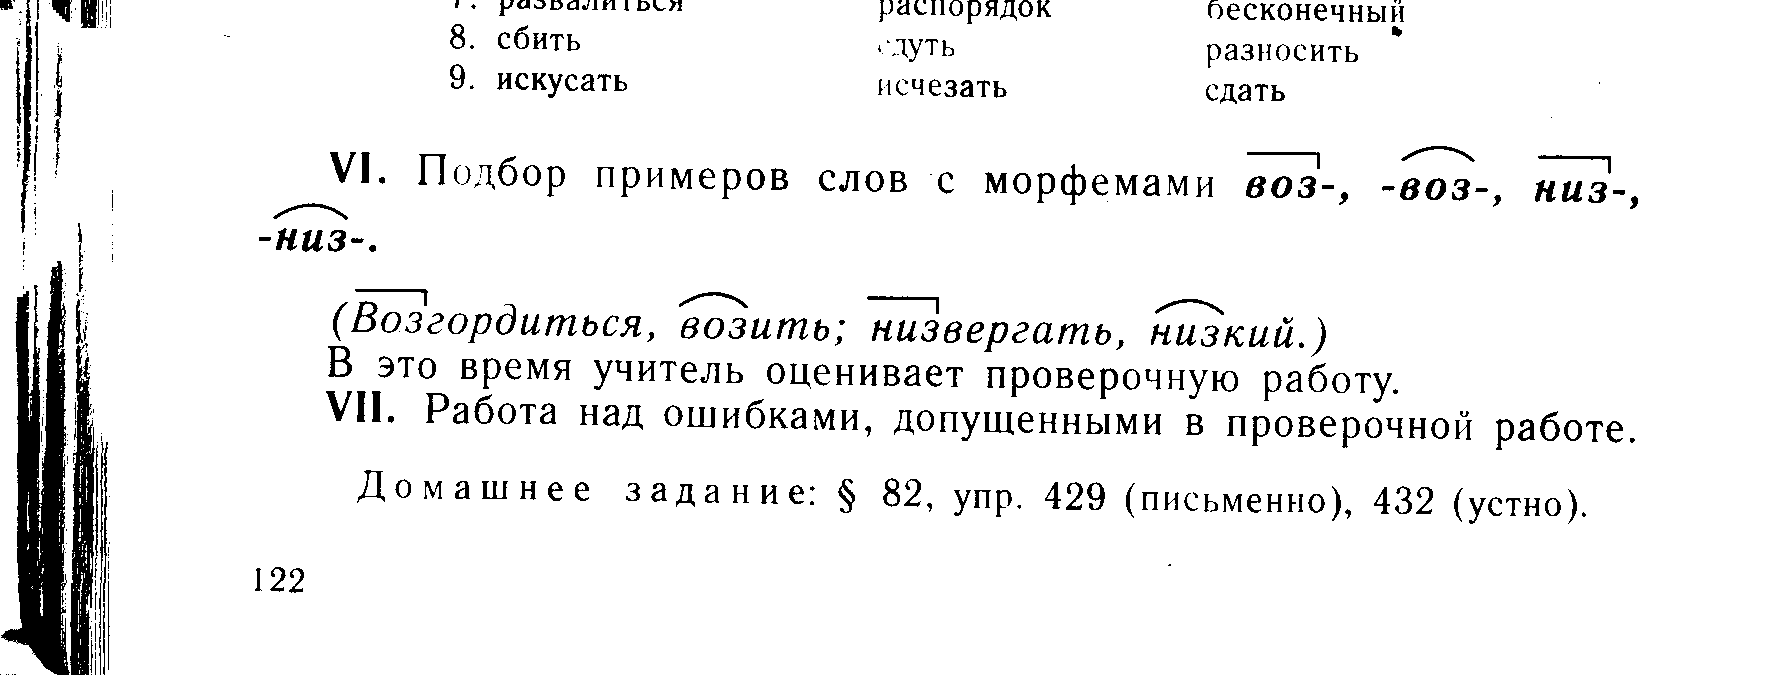 7. развалиться распорядок бесконечный
8. сбить сдуть разносить
9. искусать исчезать сдать
VI. Подбор примеров слов с морфемами воз-, -воз-, низ-,
-низ-.
(Возгордиться, возить; низвергать, низкий.)
В это время учитель оценивает проверочную работу.
VII. Работа над ошибками, допущенными в проверочной работе.
Домашнее задание: § 82, упр. 429 (письменно), 432 (устно).
122